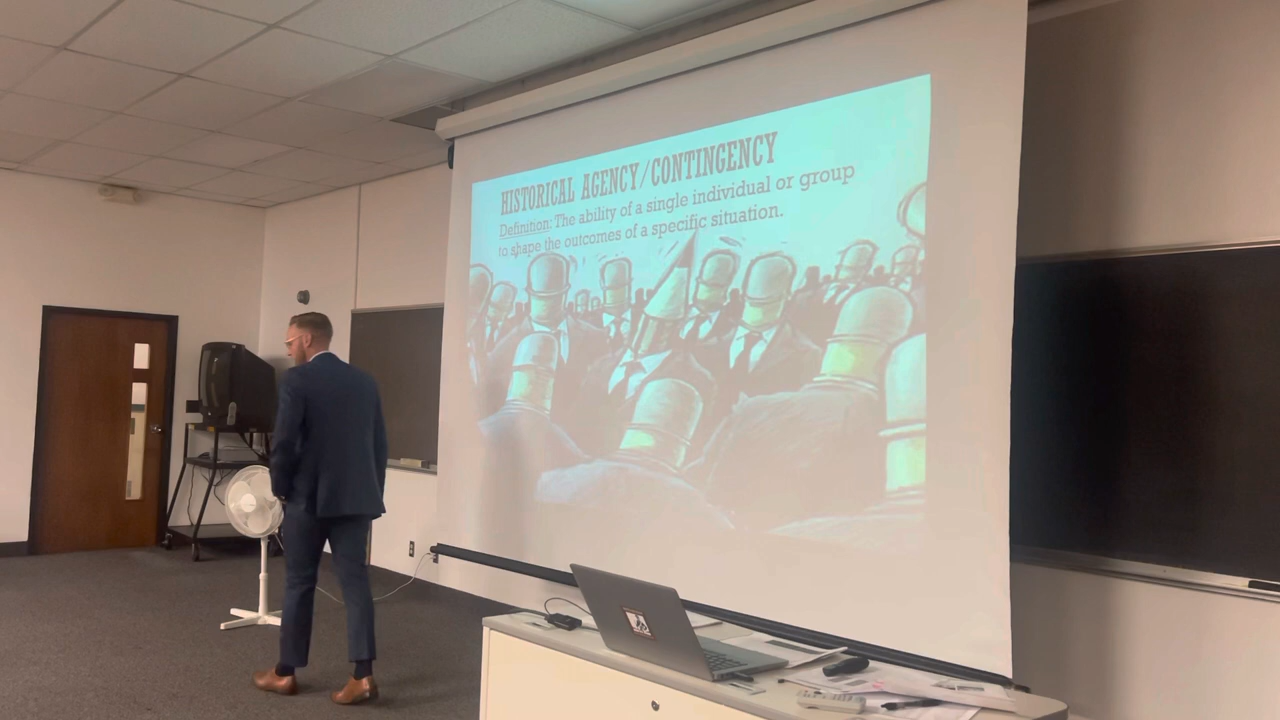 HISTORICAL AGENCY/CONTINGENCY
Definition: The ability of a single individual or group
to shape the outcomes of a specific situation.